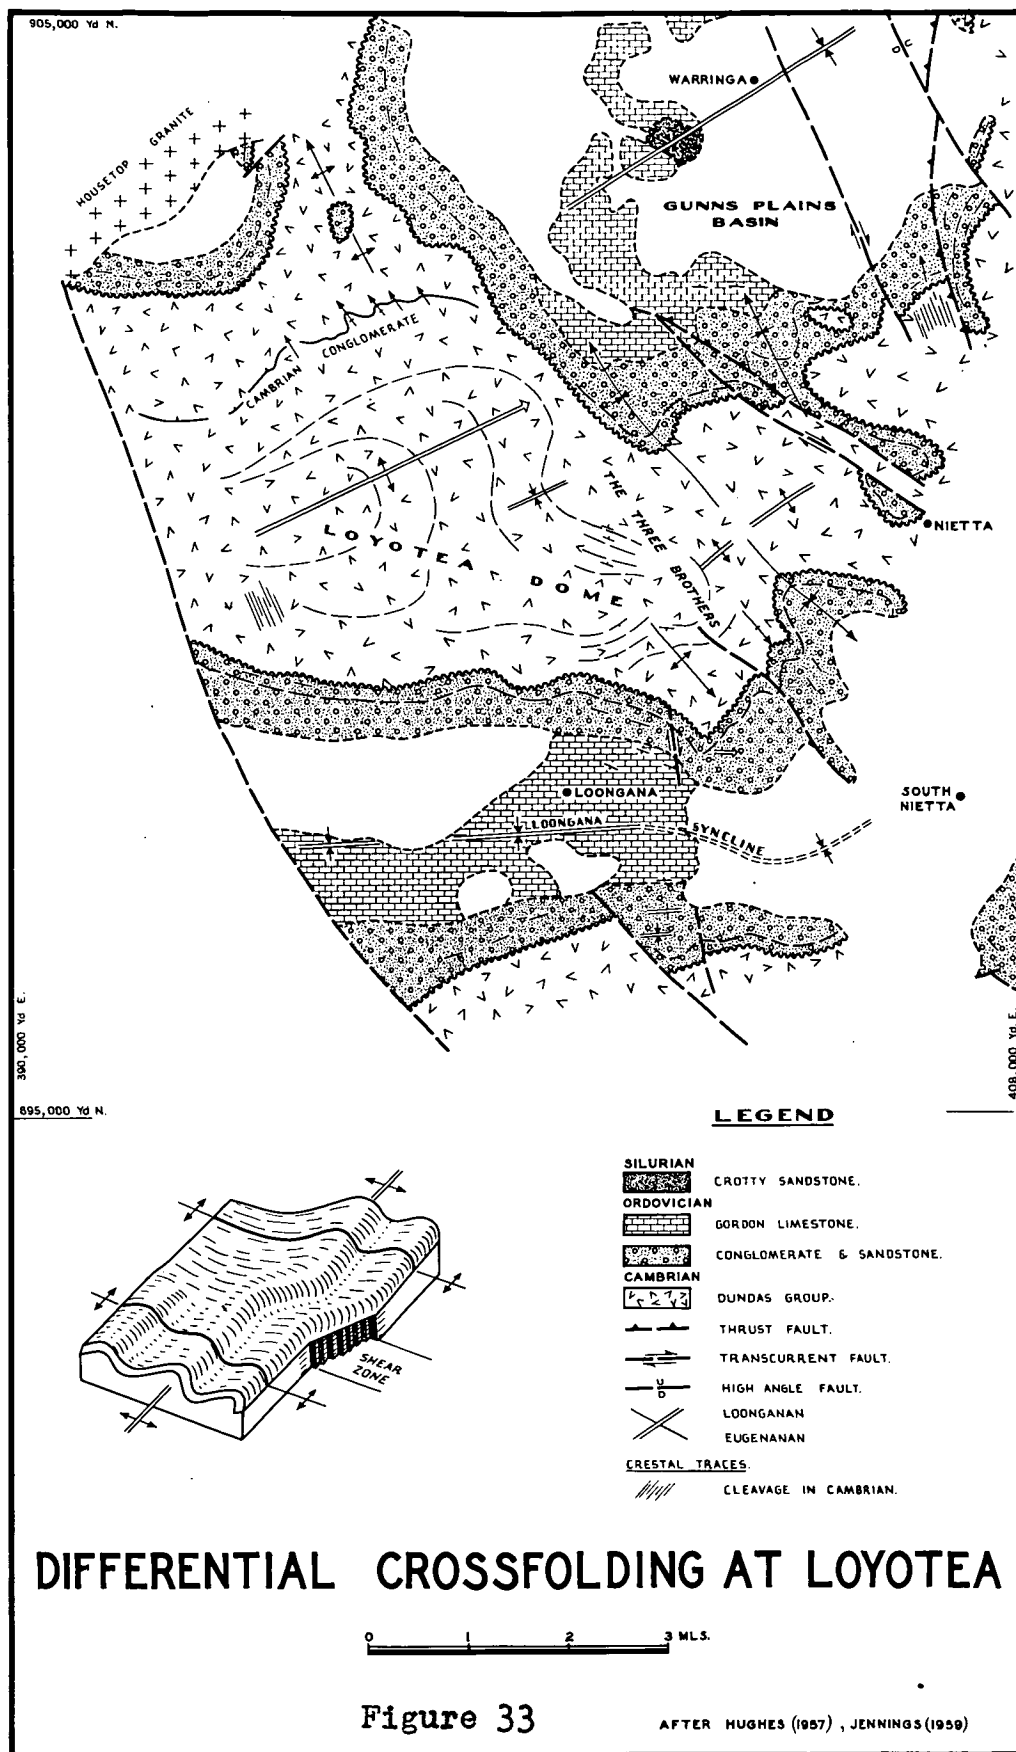 905,000 Yd N.
WARRINGA
HOUSETOP GRANITE
GUNNS PLAINS
BASIN
D U
CONGLOMERATE
CAMBRIAN
THE THREE BROTHERS
LOYOTEA DOME
NIETTA
LOONGANA
SOUTH
NIETTA
LOONGANA SYNCLINE
390,000 Yd E.
408,000 Yd. E.
895,000 Yd N.
LEGEND
SILURIAN
CROTTY SANDSTONE.
ORDOVICIAN
GORDON LIMESTONE.
CONGLOMERATE & SANDSTONE.
CAMBRIAN
DUNDAS GROUP.
THRUST FAULT.
TRANSCURRENT FAULT.
U
D
HIGH ANGLE FAULT.
LOONGANAN
EUGENANAN
CRESTAL TRACES.
CLEAVAGE IN CAMBRIAN.
SHEAR
ZONE
DIFFERENTIAL CROSSFOLDING AT LOYOTEA
0 1 2 3 MLS.
Figure 33
AFTER HUGHES (1957), JENNINGS (1959)